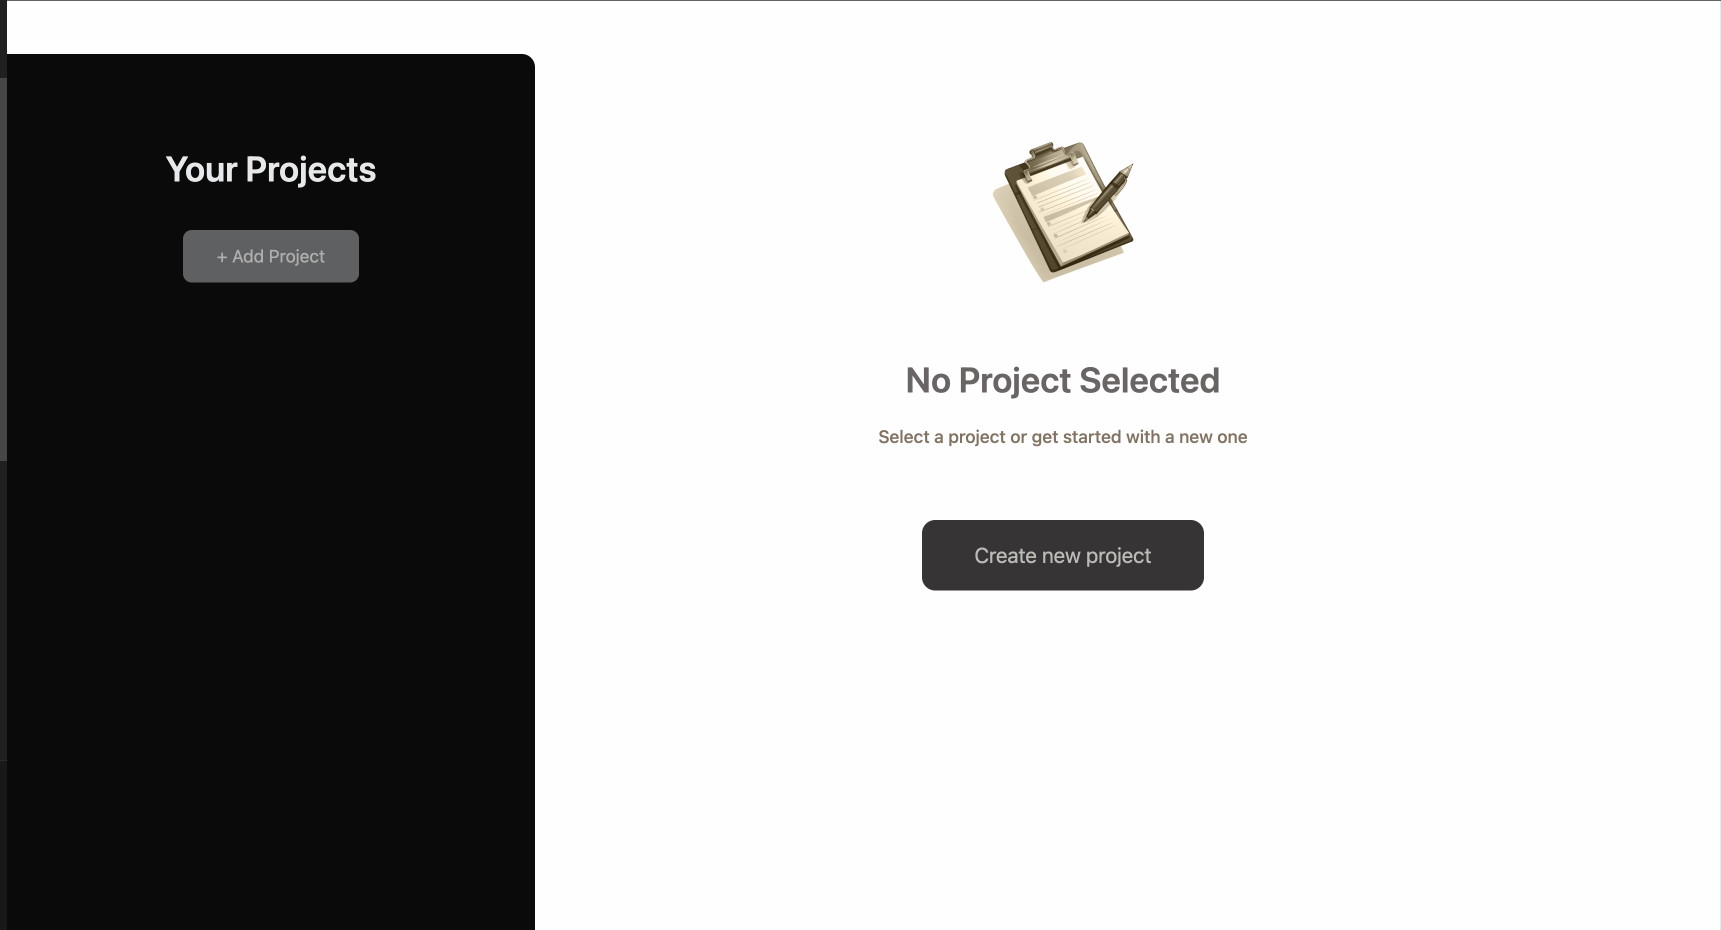 Your Projects
+ Add Project
No Project Selected
Select a project or get started with a new one
Create new project